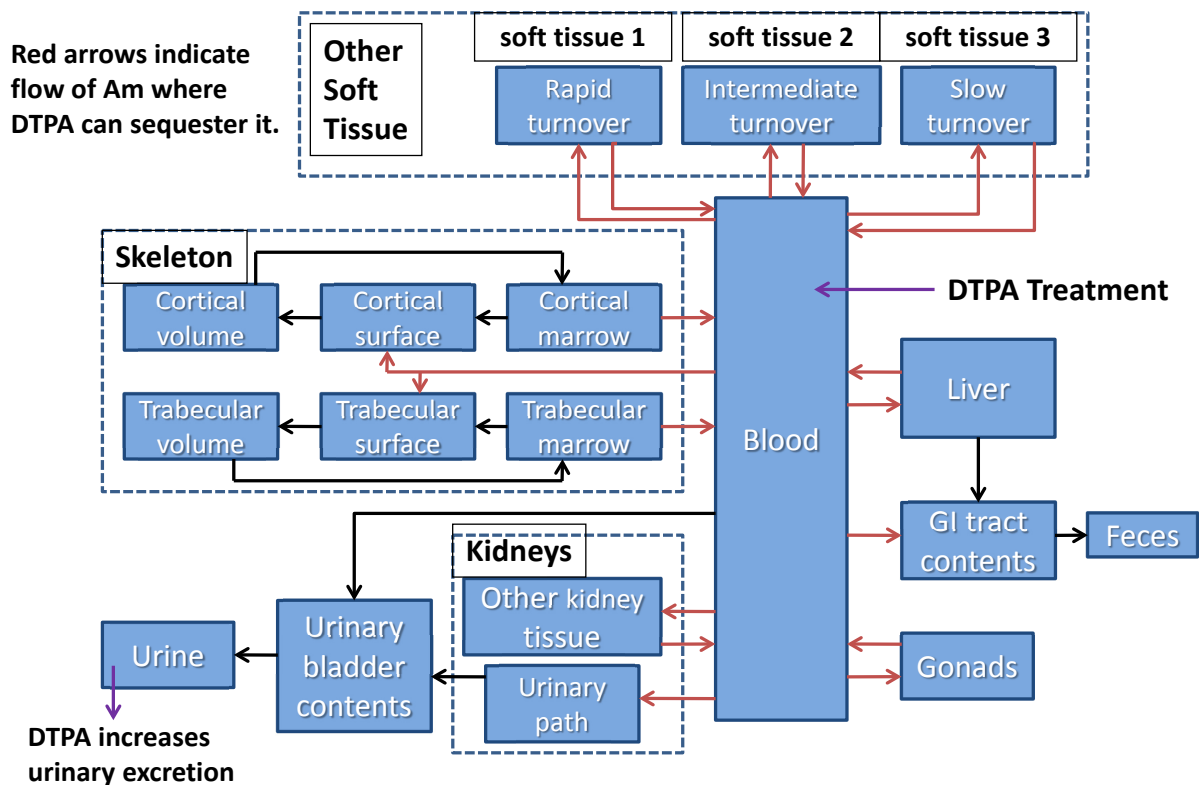 Red arrows indicate
flow of Am where
DTPA can sequester it.
Other
Soft
Tissue
soft tissue 1
soft tissue 2
soft tissue 3
Rapid
turnover
Intermediate
turnover
Slow
turnover
Skeleton
Cortical
volume
Cortical
surface
Cortical
marrow
Trabecular
volume
Trabecular
surface
Trabecular
marrow
Blood
DTPA Treatment
Liver
GI tract
contents
Feces
Kidneys
Other kidney
tissue
Urinary
path
Urinary
bladder
contents
Urine
Gonads
DTPA increases
urinary excretion